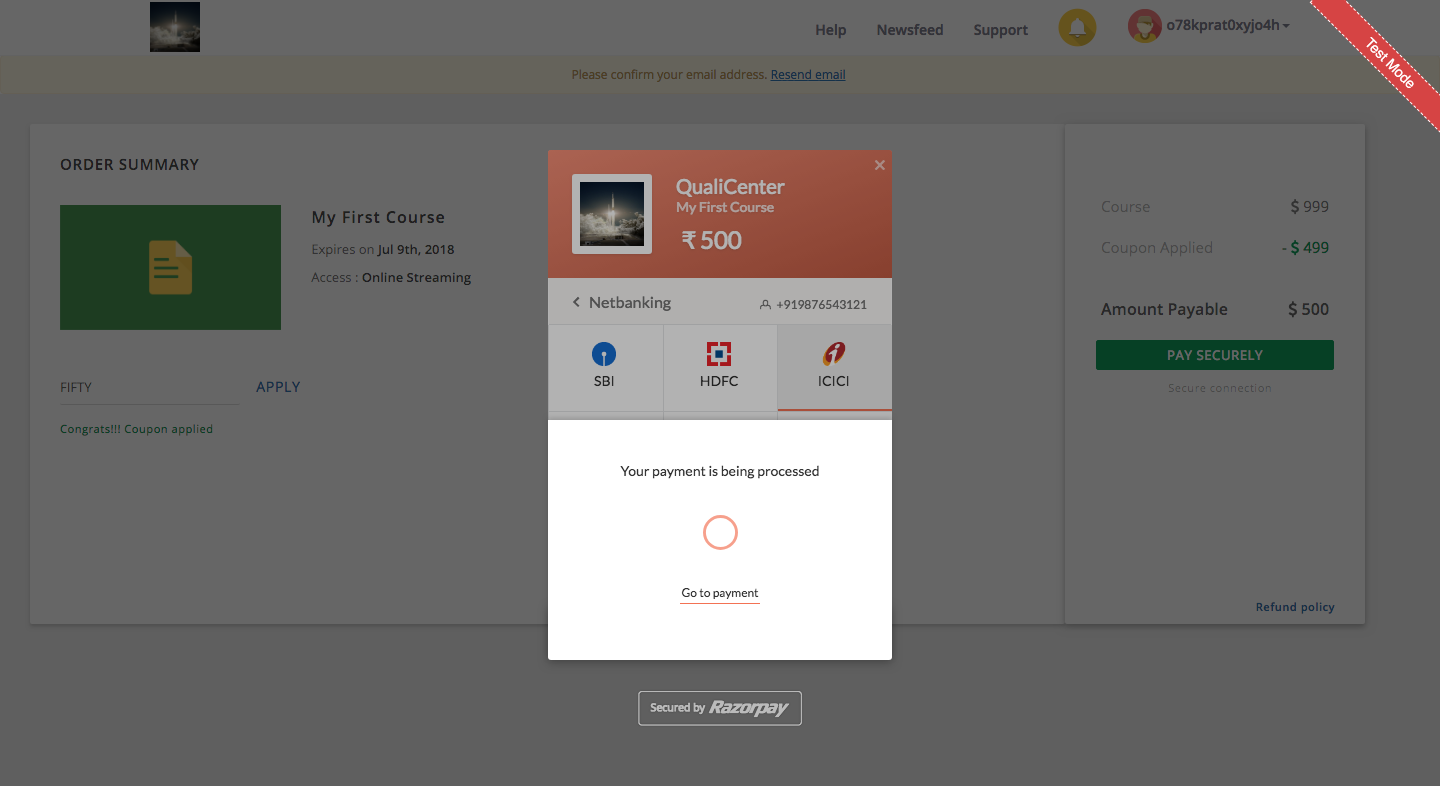 Help Newsfeed Support o78kprat0xyjo4h
Test Mode
Please confirm your email address. Resend email
ORDER SUMMARY
My First Course
Expires on Jul 9th, 2018
Access : Online Streaming
FIFTY APPLY
Congrats!!! Coupon applied
QualiCenter
My First Course
₹ 500
Netbanking +919876543121
SBI HDFC ICICI
Your payment is being processed
Go to payment
Secured by Razorpay
Course $ 999
Coupon Applied - $ 499
Amount Payable $ 500
PAY SECURELY
Secure connection
Refund policy